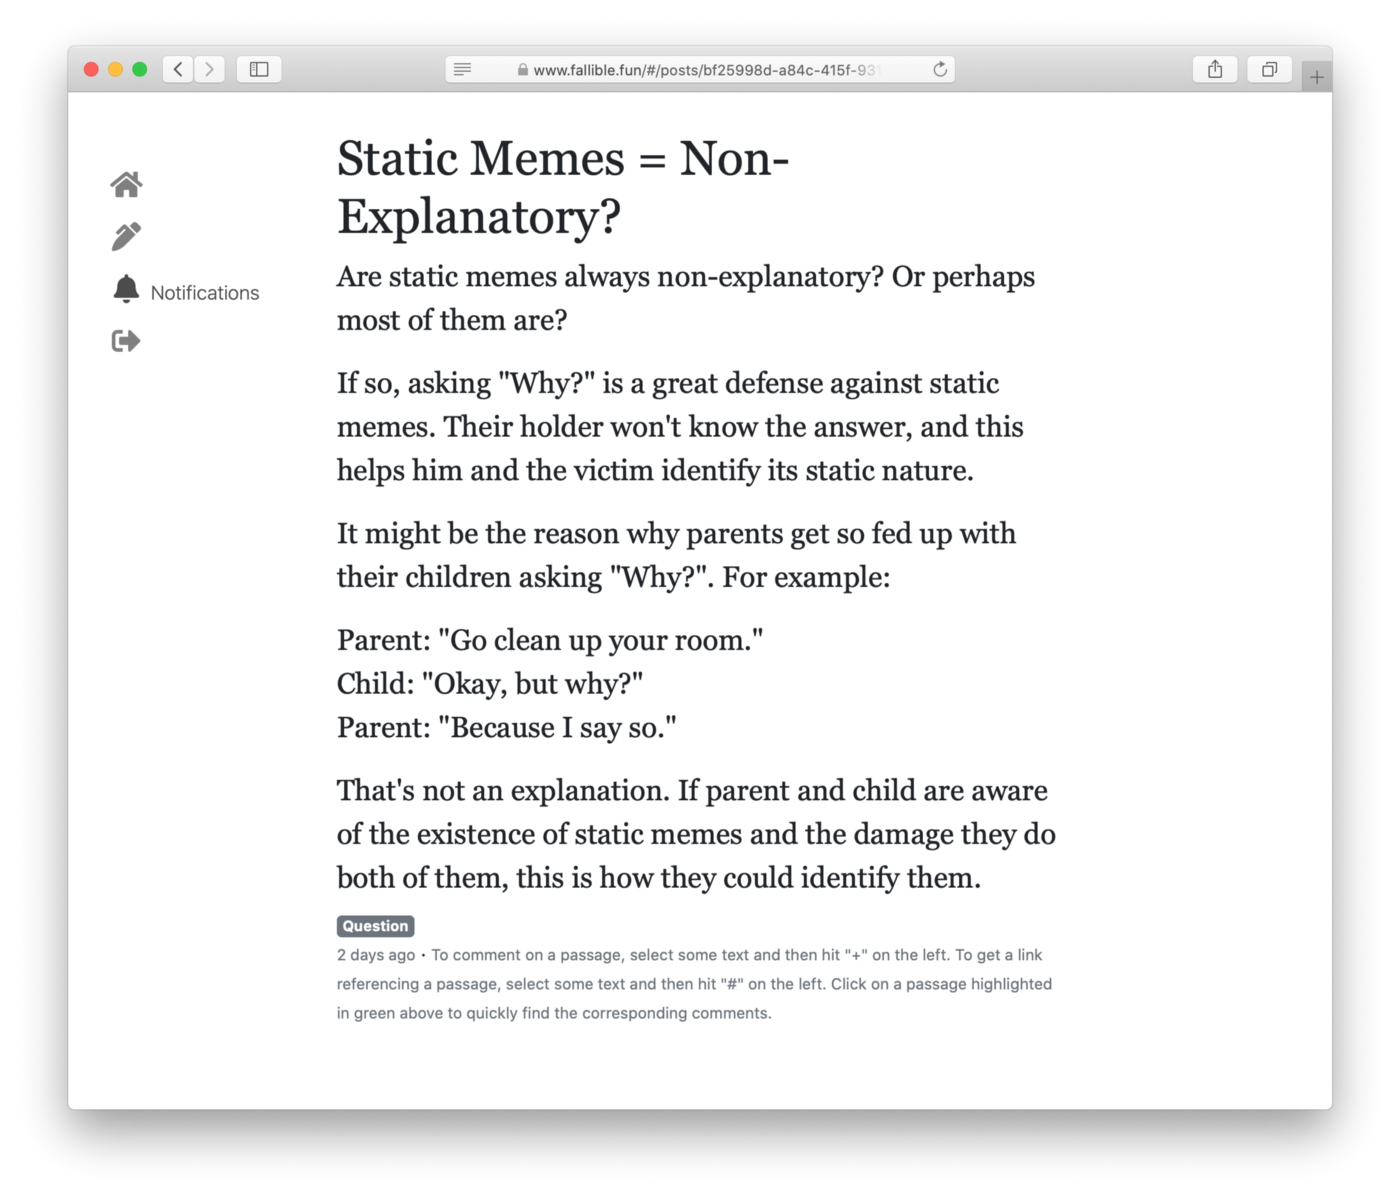 www.fallible.fun/#/posts/bf25998d-a84c-415f-931
Static Memes = Non-
Explanatory?
Are static memes always non-explanatory? Or perhaps
most of them are?
Notifications
If so, asking "Why?" is a great defense against static
memes. Their holder won't know the answer, and this
helps him and the victim identify its static nature.
It might be the reason why parents get so fed up with
their children asking "Why?". For example:
Parent: "Go clean up your room."
Child: "Okay, but why?"
Parent: "Because I say so."
That's not an explanation. If parent and child are aware
of the existence of static memes and the damage they do
both of them, this is how they could identify them.
Question
2 days ago · To comment on a passage, select some text and then hit "+" on the left. To get a link
referencing a passage, select some text and then hit "#" on the left. Click on a passage highlighted
in green above to quickly find the corresponding comments.